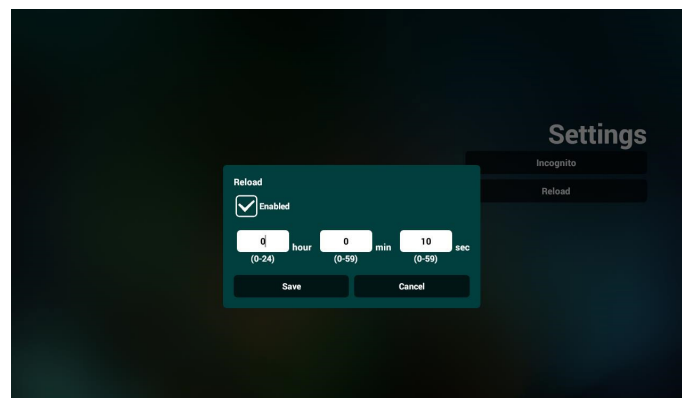 Settings
Incognito
Reload
Reload
Enabled
0 hour 0 min 10 sec
(0-24) (0-59) (0-59)
Save Cancel